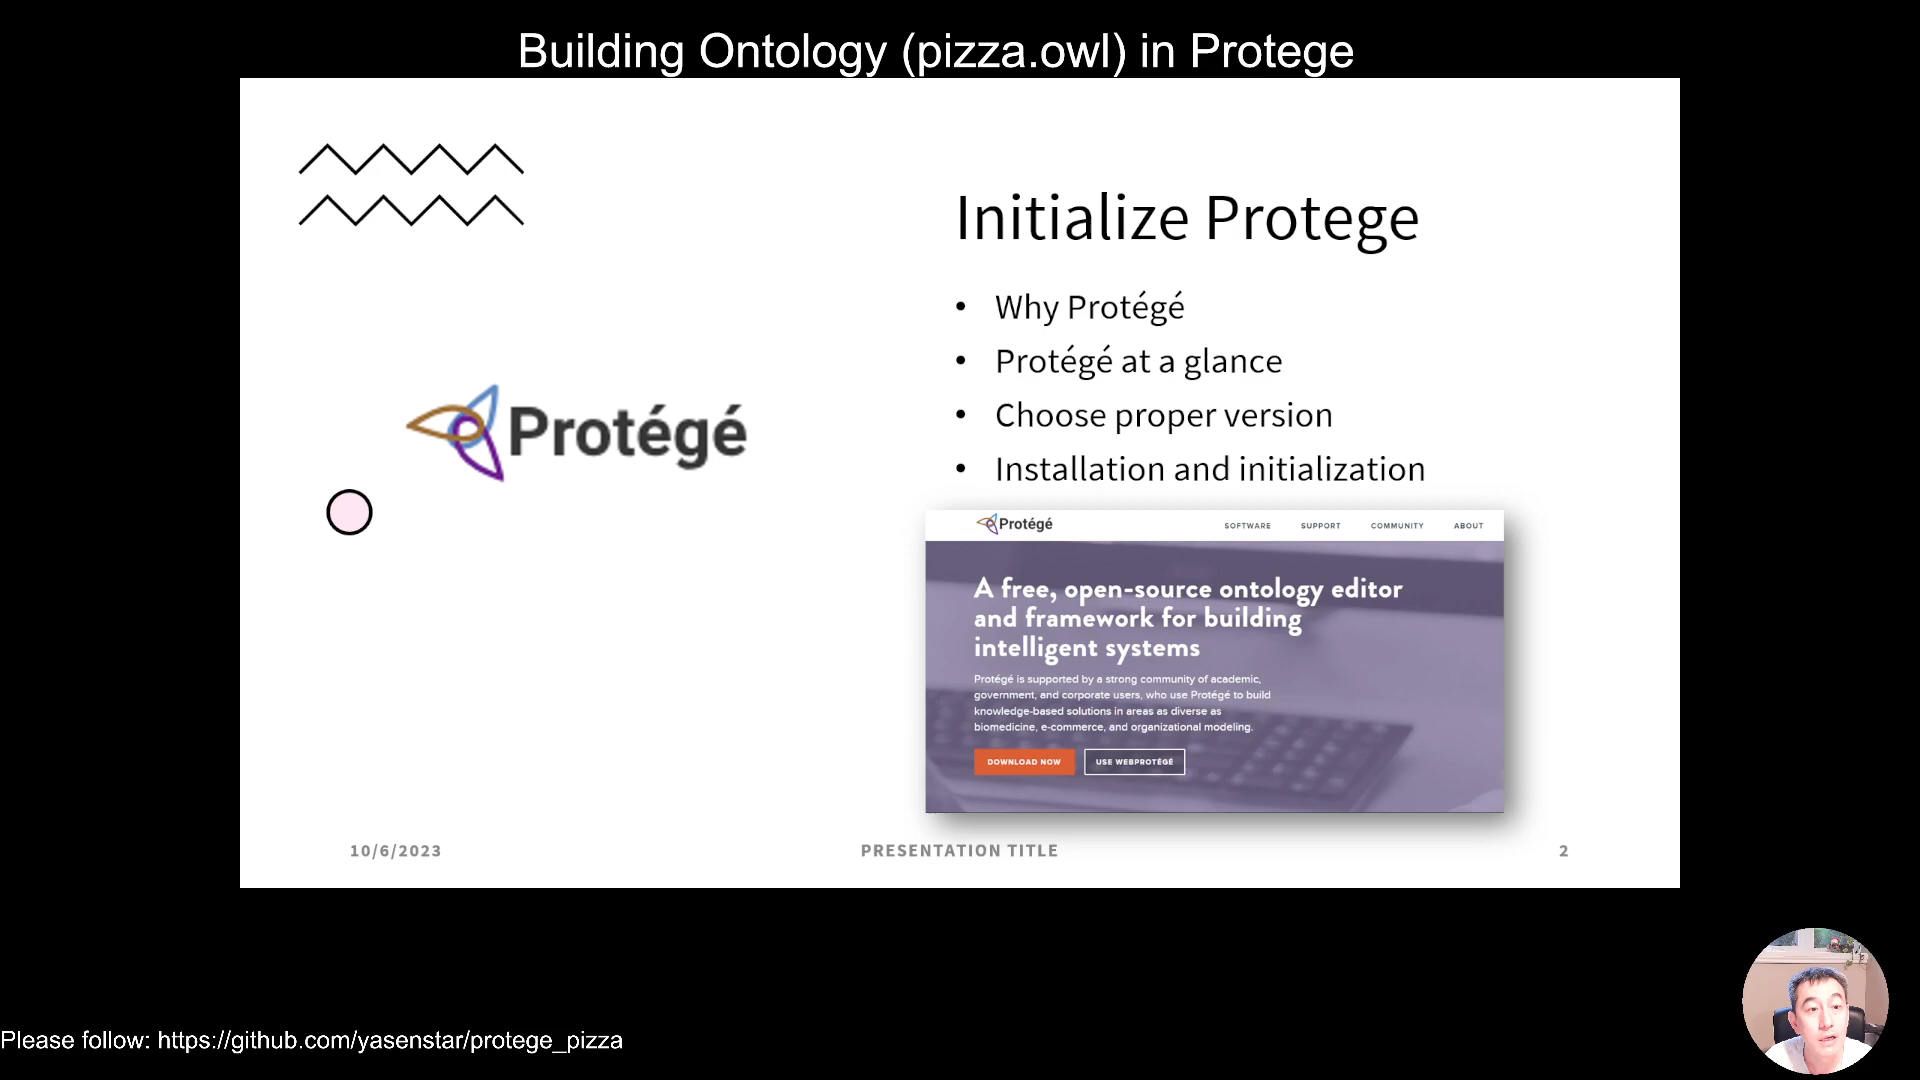 Building Ontology (pizza.owl) in Protege
Initialize Protege
• Why Protégé
• Protégé at a glance
• Choose proper version
• Installation and initialization
Protégé
Protégé
SOFTWARE SUPPORT COMMUNITY ABOUT
A free, open-source ontology editor
and framework for building
intelligent systems
Protégé is supported by a strong community of academic,
government, and corporate users, who use Protégé to build
knowledge-based solutions in areas as diverse as
biomedicine, e-commerce, and organizational modeling.
DOWNLOAD NOW USE WEBPROTÉGÉ
10/6/2023 PRESENTATION TITLE 2
Please follow: https://github.com/yasenstar/protege_pizza